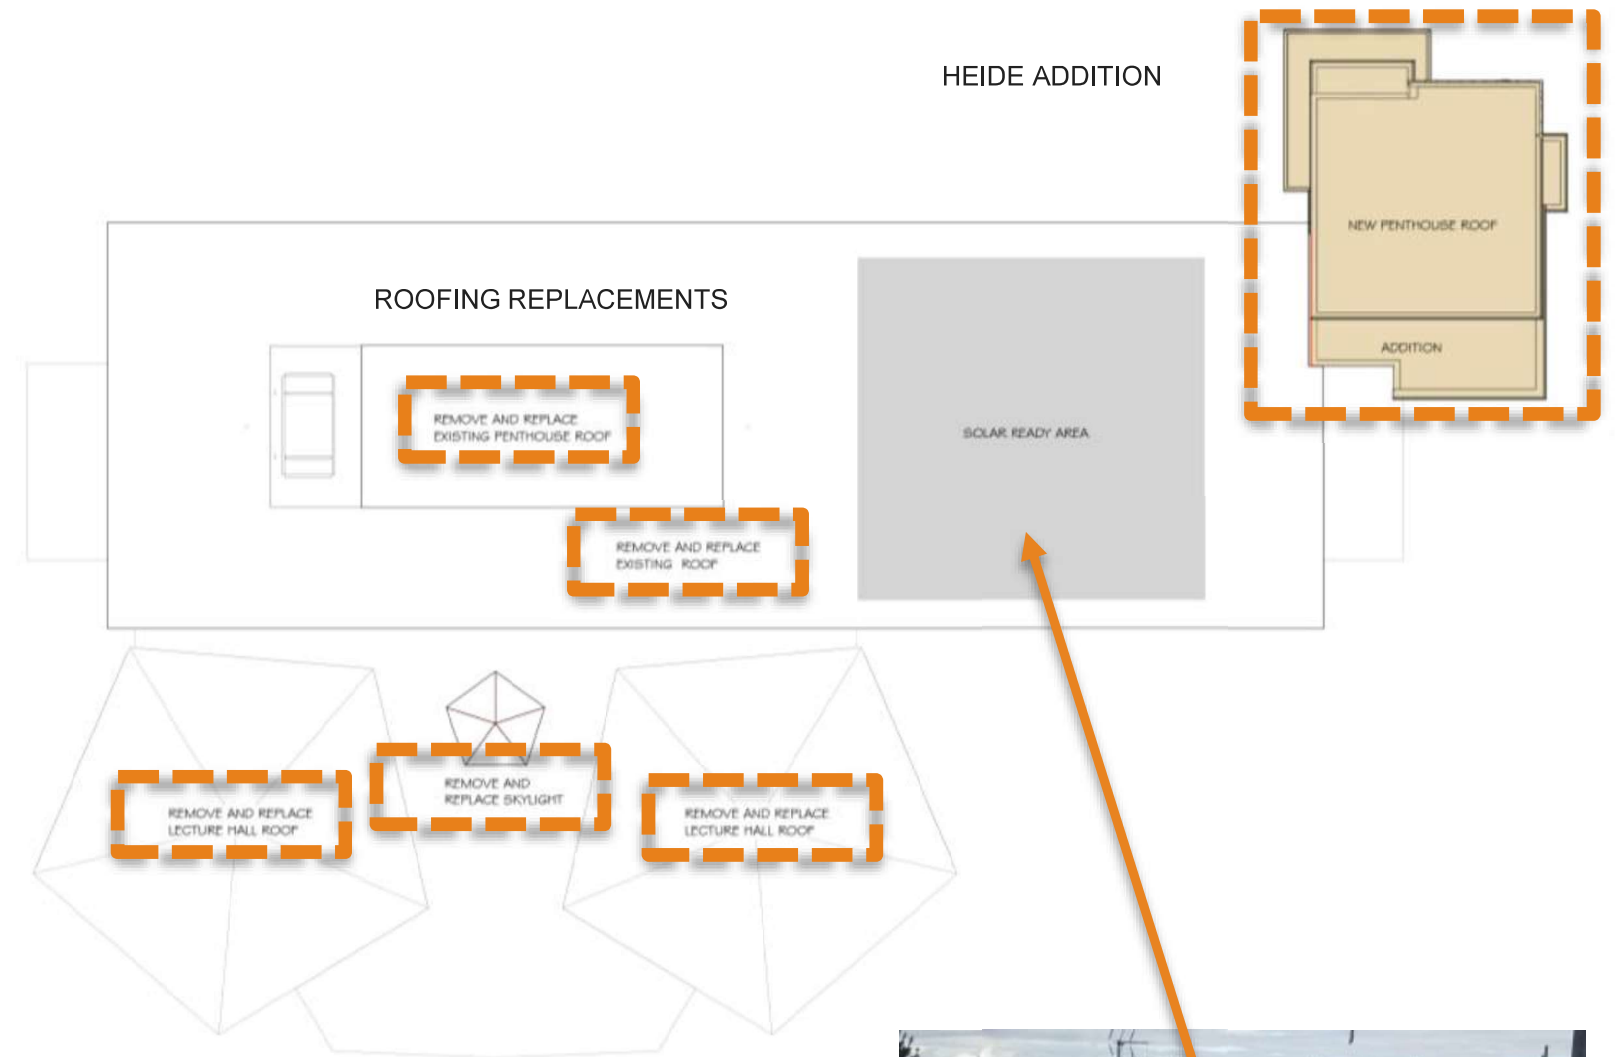 HEIDE ADDITION
NEW PENTHOUSE ROOF
ROOFING REPLACEMENTS
ADDITION
REMOVE AND REPLACE
EXISTING PENTHOUSE ROOF
SOLAR READY AREA
REMOVE AND REPLACE
EXISTING ROOF
REMOVE AND
REPLACE SKYLIGHT
REMOVE AND REPLACE
LECTURE HALL ROOF
REMOVE AND REPLACE
LECTURE HALL ROOF